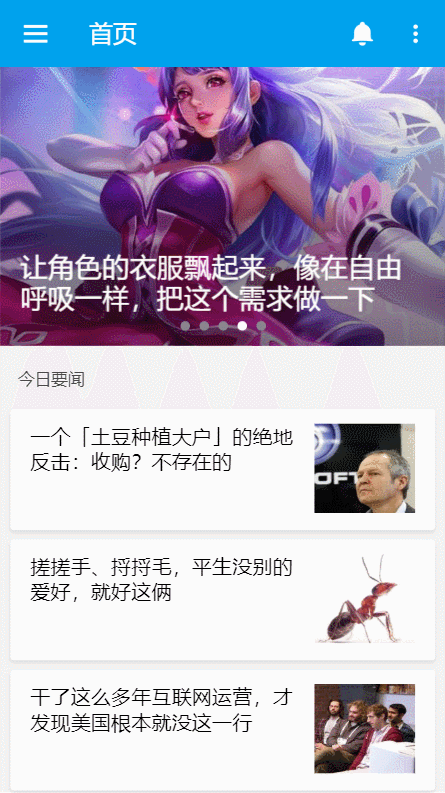 首页
让角色的衣服飘起来，像在自由
呼吸一样，把这个需求做一下
今日要闻
一个「土豆种植大户」的绝地
反击：收购？不存在的
SOFT
搓搓手、捋捋毛，平生没别的
爱好，就好这俩
干了这么多年互联网运营，才
发现美国根本就没这一行